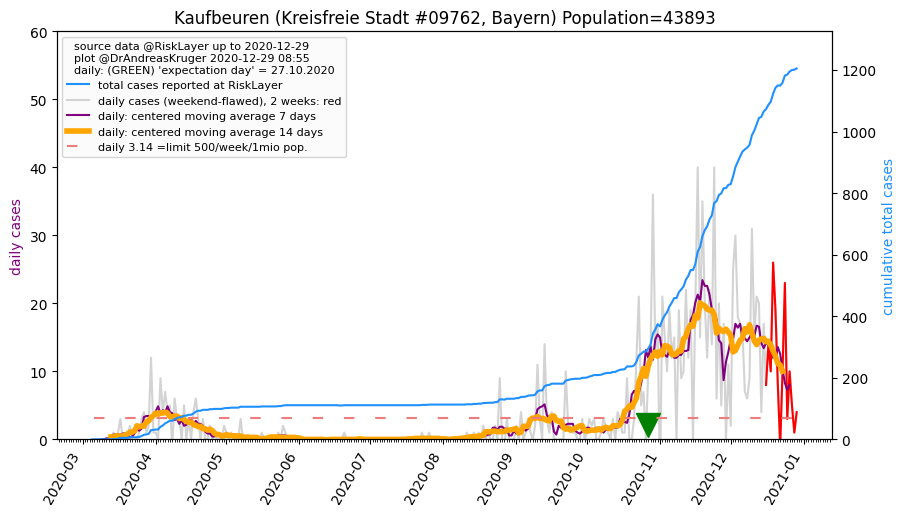 Kaufbeuren (Kreisfreie Stadt #09762, Bayern) Population=43893
source data @RiskLayer up to 2020-12-29
plot @DrAndreasKruger 2020-12-29 08:55
daily: (GREEN) 'expectation day' = 27.10.2020
total cases reported at RiskLayer
daily cases (weekend-flawed), 2 weeks: red
daily: centered moving average 7 days
daily: centered moving average 14 days
daily 3.14 =limit 500/week/1mio pop.
daily cases
60
50
40
30
20
10
0
cumulative total cases
1200
1000
800
600
400
200
0
2020-03
2020-04
2020-05
2020-06
2020-07
2020-08
2020-09
2020-10
2020-11
2020-12
2021-01